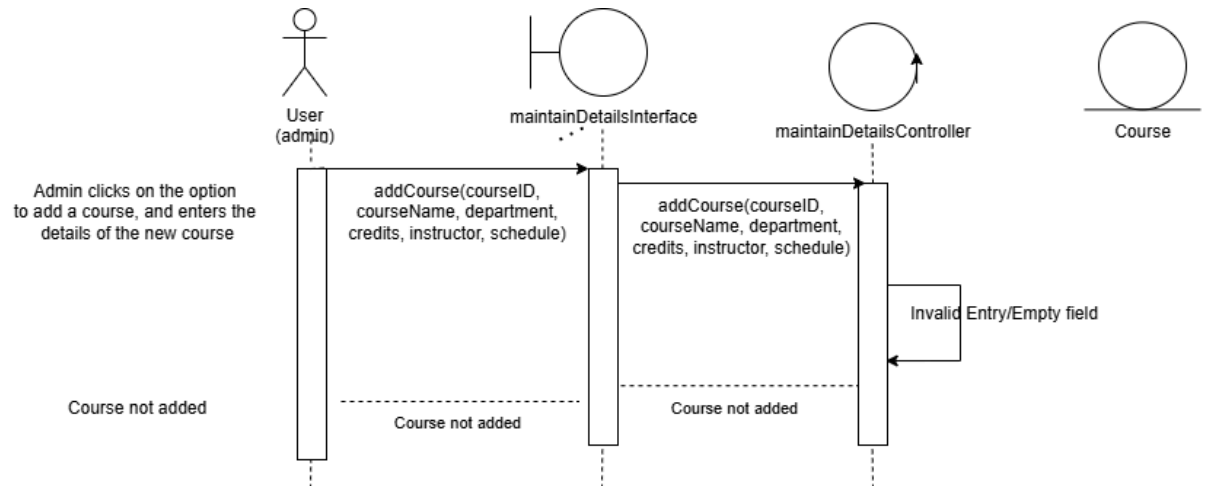 User
(admin)
maintainDetailsInterface
maintainDetailsController
Course
Admin clicks on the option
to add a course, and enters the
details of the new course
addCourse(courseID,
courseName, department,
credits, instructor, schedule)
addCourse(courseID,
courseName, department,
credits, instructor, schedule)
Invalid Entry/Empty field
Course not added
Course not added
Course not added